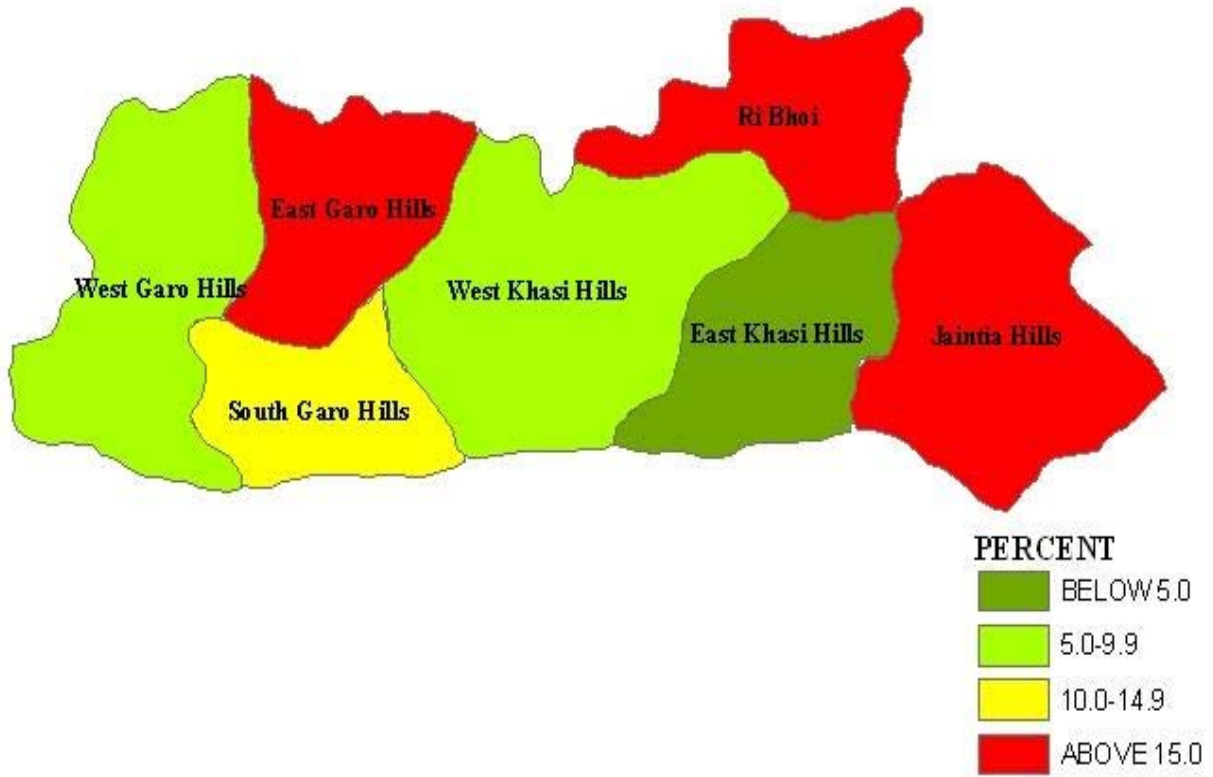 Ri Bhoi
East Garo Hills
West Garo Hills
West Khasi Hills
East Khasi Hills
Jaintia Hills
South Garo Hills
PERCENT
BELOW 5.0
5.0-9.9
10.0-14.9
ABOVE 15.0